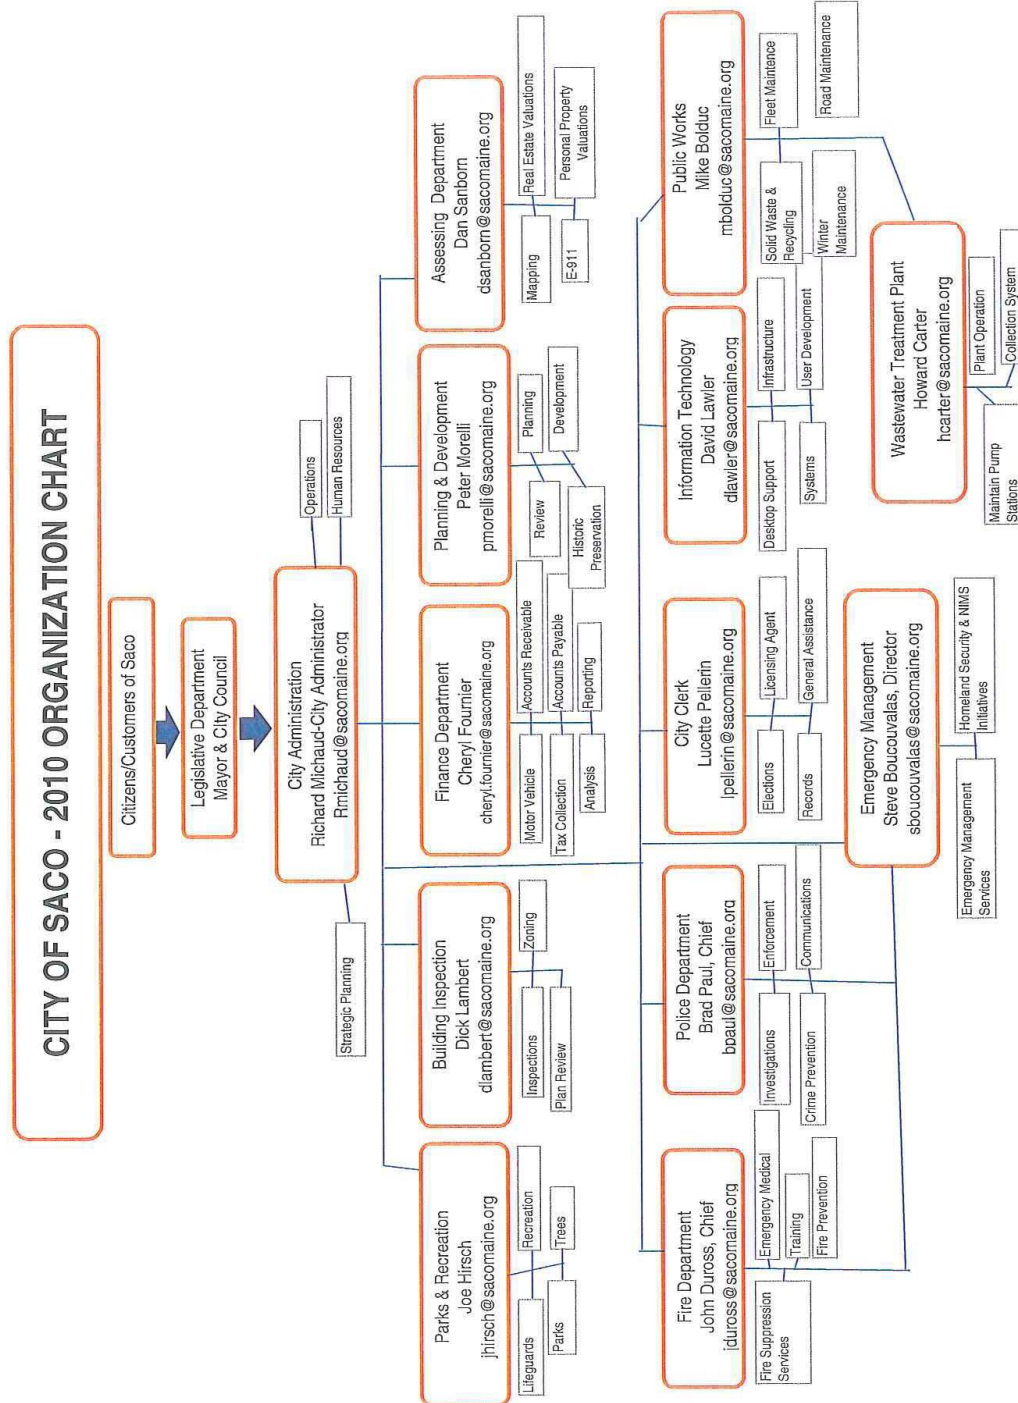 CITY OF SACO - 2010 ORGANIZATION CHART
Citizens/Customers of Saco
Legislative Department
Mayor & City Council
City Administration
Richard Michaud-City Administrator
Rmichaud@sacomaine.org
Strategic Planning
Operations
Human Resources
Parks & Recreation
Joe Hirsch
jhirsch@sacomaine.org
Lifeguards
Recreation
Parks
Trees
Building Inspection
Dick Lambert
dlambert@sacomaine.org
Inspections
Zoning
Plan Review
Finance Department
Cheryl Fournier
cheryl.fournier@sacomaine.org
Motor Vehicle
Accounts Receivable
Tax Collection
Accounts Payable
Analysis
Reporting
Planning & Development
Peter Morelli
pmorelli@sacomaine.org
Review
Planning
Historic
Preservation
Development
Assessing Department
Dan Sanborn
dsanborn@sacomaine.org
Mapping
Real Estate Valuations
E-911
Personal Property
Valuations
Fire Department
John Duross, Chief
jduross@sacomaine.org
Fire Suppression
Services
Emergency Medical
Training
Fire Prevention
Police Department
Brad Paul, Chief
bpaul@sacomaine.org
Investigations
Enforcement
Crime Prevention
Communications
City Clerk
Lucette Pellerin
lpellerin@sacomaine.org
Elections
Licensing Agent
Records
General Assistance
Information Technology
David Lawler
dlawler@sacomaine.org
Desktop Support
Infrastructure
Systems
User Development
Public Works
Mike Bolduc
mbolduc@sacomaine.org
Solid Waste &
Recycling
Fleet Maintence
Winter
Maintenance
Road Maintenance
Emergency Management
Steve Boucouvalas, Director
sboucouvalas@sacomaine.org
Emergency Management
Services
Homeland Security & NIMS
Initiatives
Wastewater Treatment Plant
Howard Carter
hcarter@sacomaine.org
Maintain Pump
Stations
Plant Operation
Collection System